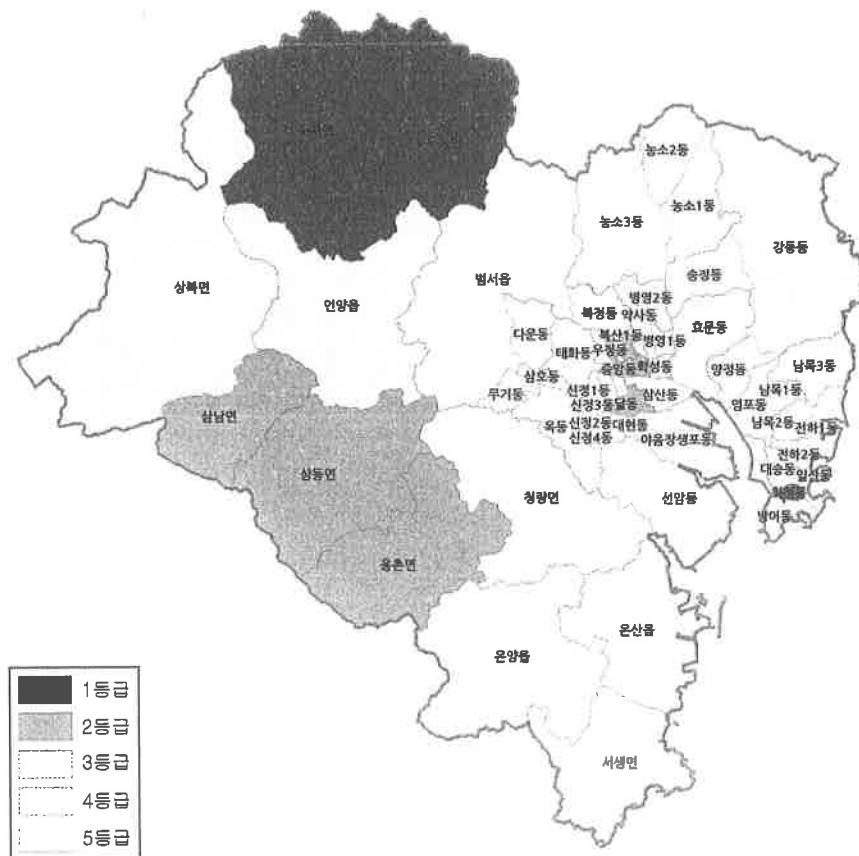 농소2동
농소3동
농소1동
강동동
상북면
언양읍
범서읍
송정동
북정동
병영2동
약사동
효문동
다운동
복산1동
병영1동
태화동
우정동
중앙동
학성동
삼호동
무거동
양정동
남목3동
남목1동
염포동
신정1동
삼산동
신정3동
달동
옥동
신정2동
대현동
신정4동
야음장생포동
남목2동
전하1동
전하2동
대송동
일산동
방어동
삼남면
삼동면
청량면
선암동
웅촌면
온양읍
온산읍
서생면
1등급
2등급
3등급
4등급
5등급